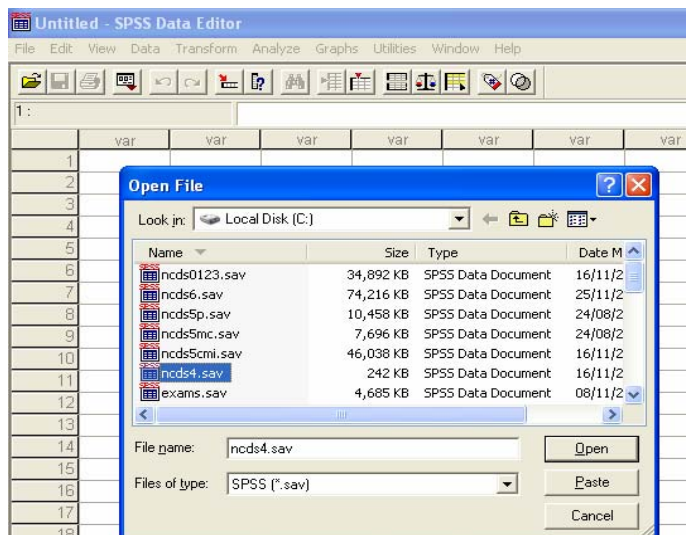 Untitled - SPSS Data Editor
File Edit View Data Transform Analyze Graphs Utilities Window Help
1 :
var var var var var var var
1
2
3
4
5
6
7
8
9
10
11
12
13
14
15
16
17
18
Open File
Look in: Local Disk (C:)
Name Size Type Date M
ncds0123.sav 34,892 KB SPSS Data Document 16/11/2
ncds6.sav 74,216 KB SPSS Data Document 25/11/2
ncds5p.sav 10,458 KB SPSS Data Document 24/08/2
ncds5mc.sav 7,696 KB SPSS Data Document 24/08/2
ncds5cmi.sav 46,038 KB SPSS Data Document 16/11/2
ncds4.sav 242 KB SPSS Data Document 16/11/2
exams.sav 4,685 KB SPSS Data Document 08/11/2
File name: ncds4.sav Open
Files of type: SPSS (*.sav) Paste
Cancel